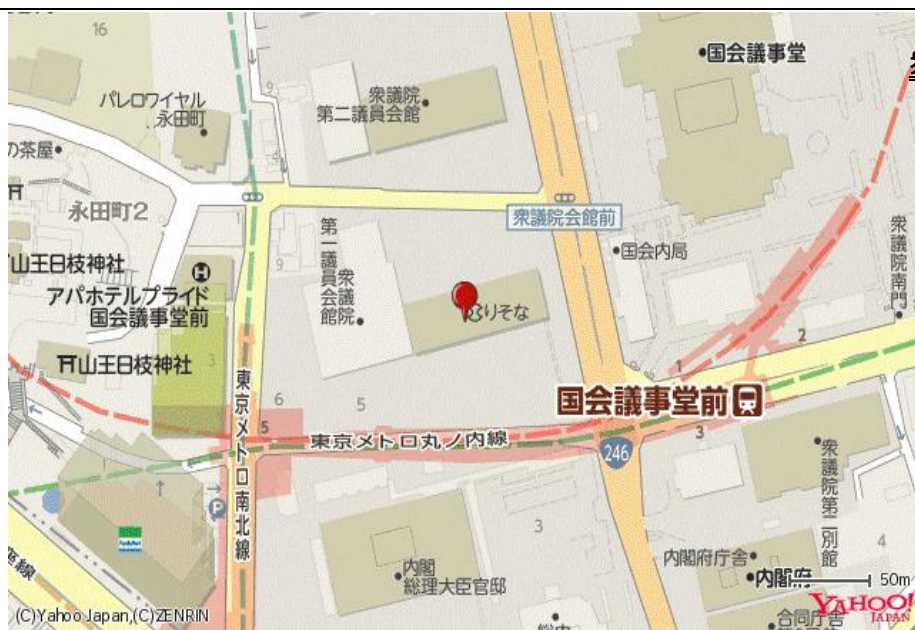 16
9
パレロワイヤル
永田町
4
の茶屋
永田町2
衆議院
第二議員会館
国会議事堂
衆議院会館前
国会内局
衆議院南門
山王日枝神社
H
アパホテルプライド
国会議事堂前
3
山王日枝神社
9
第一議員会館
衆議院
りそな
1
2
国会議事堂前
3
6
5
5
東京メトロ丸ノ内線
246
東京メトロ南北線
P
FamilyMart
座線
3
内閣
総理大臣官邸
衆議院第二別館
4
内閣府庁舎
内閣府
合同庁舎
50m
(C)Yahoo Japan,(C)ZENRIN
YAHOO!
JAPAN